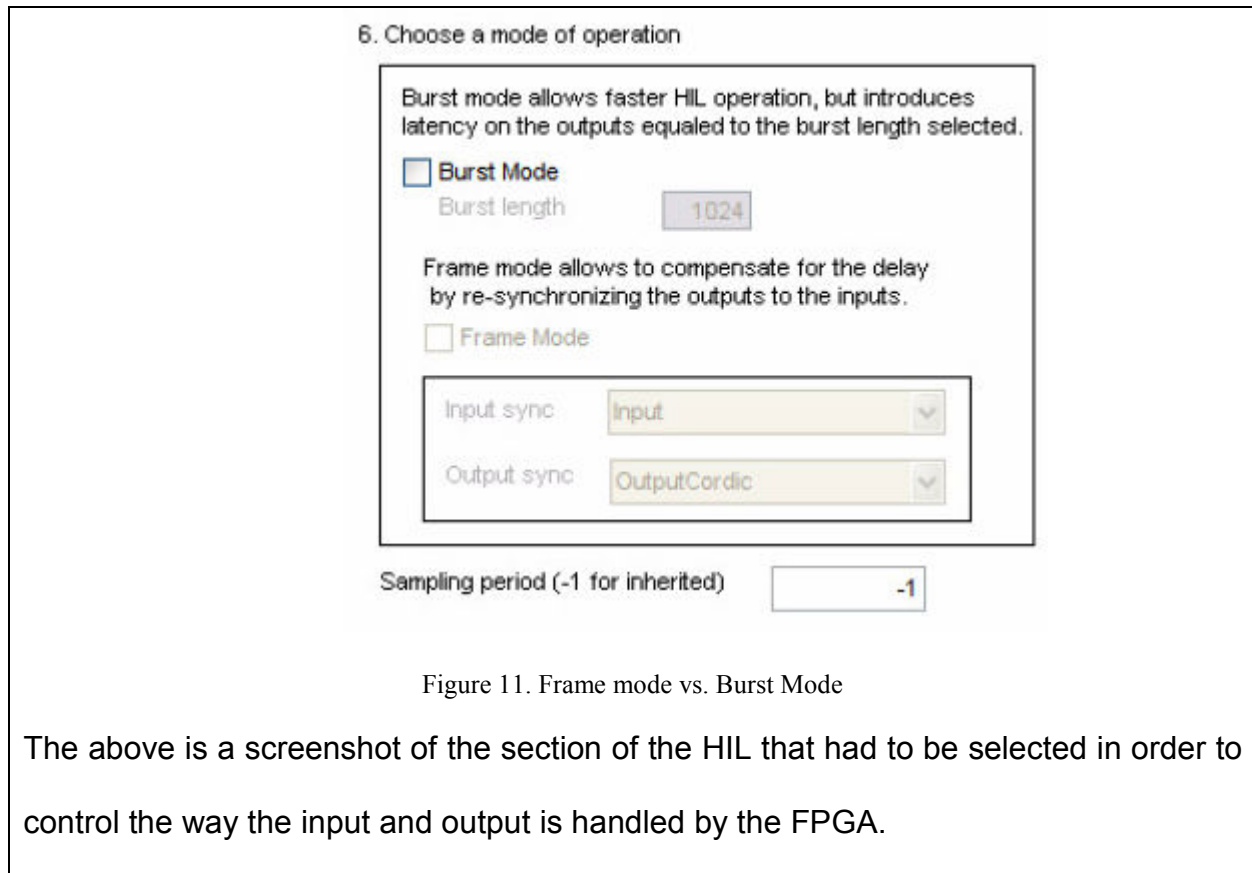 6. Choose a mode of operation
Burst mode allows faster HIL operation, but introduces
latency on the outputs equaled to the burst length selected.
Burst Mode
Burst length 1024
Frame mode allows to compensate for the delay
by re-synchronizing the outputs to the inputs.
Frame Mode
Input sync Input
Output sync OutputCordic
Sampling period (-1 for inherited) -1
Figure 11. Frame mode vs. Burst Mode
The above is a screenshot of the section of the HIL that had to be selected in order to
control the way the input and output is handled by the FPGA.